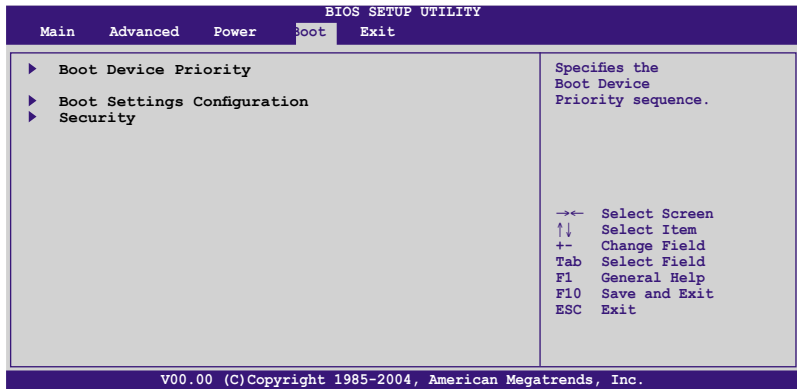 BIOS SETUP UTILITY
Main Advanced Power Boot Exit
Boot Device Priority
Boot Settings Configuration
Security
Specifies the
Boot Device
Priority sequence.
→← Select Screen
↑↓ Select Item
+- Change Field
Tab Select Field
F1 General Help
F10 Save and Exit
ESC Exit
V00.00 (C)Copyright 1985-2004, American Megatrends, Inc.